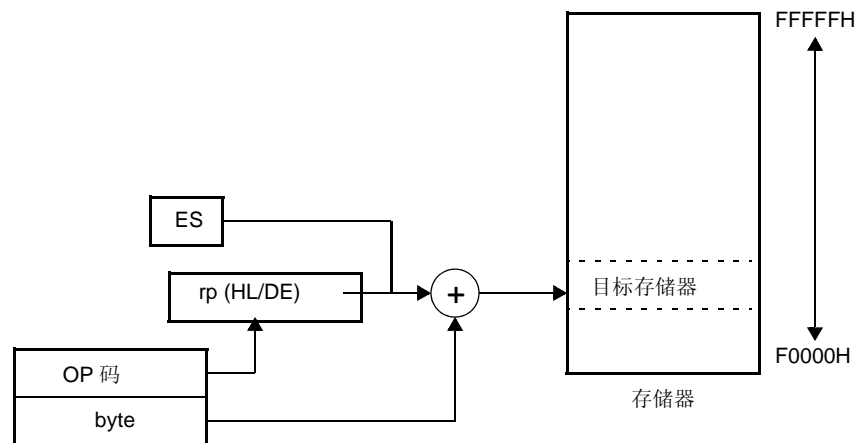 FFFFFH
ES
rp (HL/DE)
+
目标存储器
F0000H
OP 码
存储器
byte